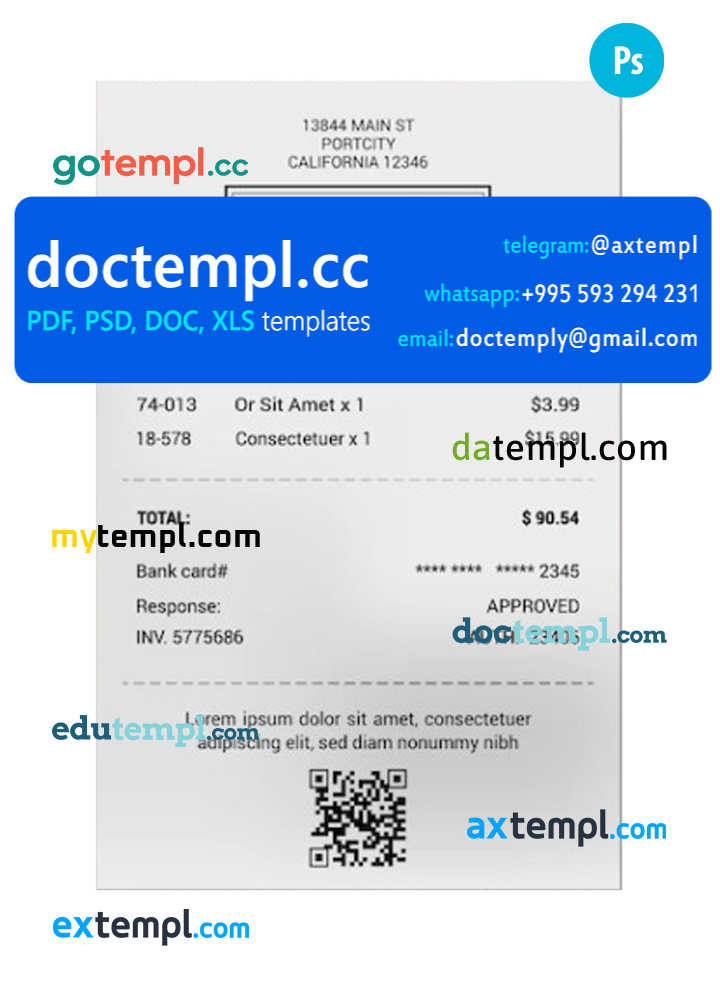 Ps
13844 MAIN ST
PORTCITY
CALIFORNIA 12346
gotempl.cc
doctempl.cc
PDF, PSD, DOC, XLS templates
telegram:@axtempl
whatsapp:+995 593 294 231
email:doctemply@gmail.com
74-013 Or Sit Amet x 1 $3.99
18-578 Consectetuer x 1 $15.99
datempl.com
TOTAL: $ 90.54
mytempl.com
Bank card# **** **** ***** 2345
Response: APPROVED
INV. 5775686
doctempl.com
Lorem ipsum dolor sit amet, consectetuer
edutempl.com
adipiscing elit, sed diam nonummy nibh
axtempl.com
extempl.com